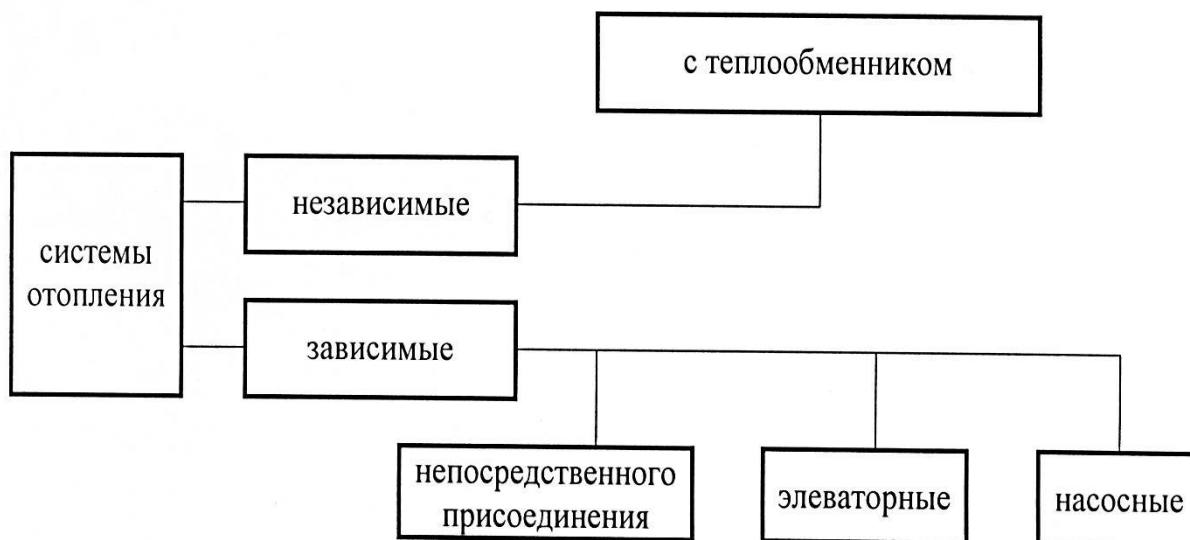 с теплообменником
независимые
системы
отопления
зависимые
непосредственного
присоединения
элеваторные
насосные